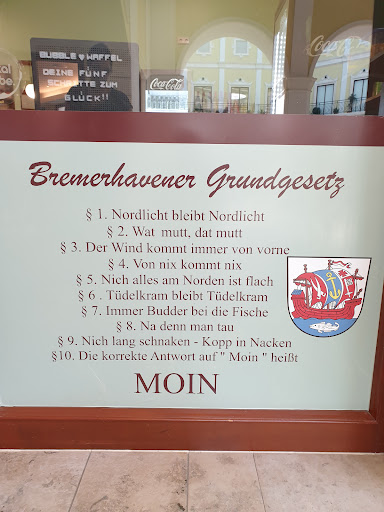 BUBBLE ♥ WAFFEL
DEINE FÜNF
SCHRITTE ZUM
GLÜCK!!
Coca-Cola
Coca-Cola
Bremerhavener Grundgesetz
§ 1. Nordlicht bleibt Nordlicht
§ 2. Wat mutt, dat mutt
§ 3. Der Wind kommt immer von vorne
§ 4. Von nix kommt nix
§ 5. Nich alles am Norden ist flach
§ 6 . Tüdelkram bleibt Tüdelkram
§ 7. Immer Budder bei die Fische
§ 8. Na denn man tau
§ 9. Nich lang schnaken - Kopp in Nacken
§10. Die korrekte Antwort auf " Moin " heißt
MOIN